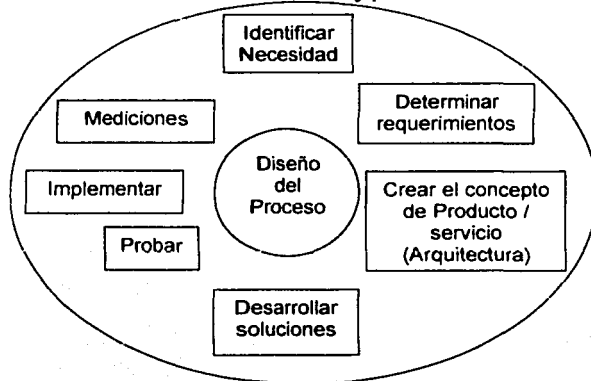 Identificar
Necesidad
Determinar
requerimientos
Crear el concepto
de Producto /
servicio
(Arquitectura)
Desarrollar
soluciones
Probar
Implementar
Mediciones
Diseño
del
Proceso